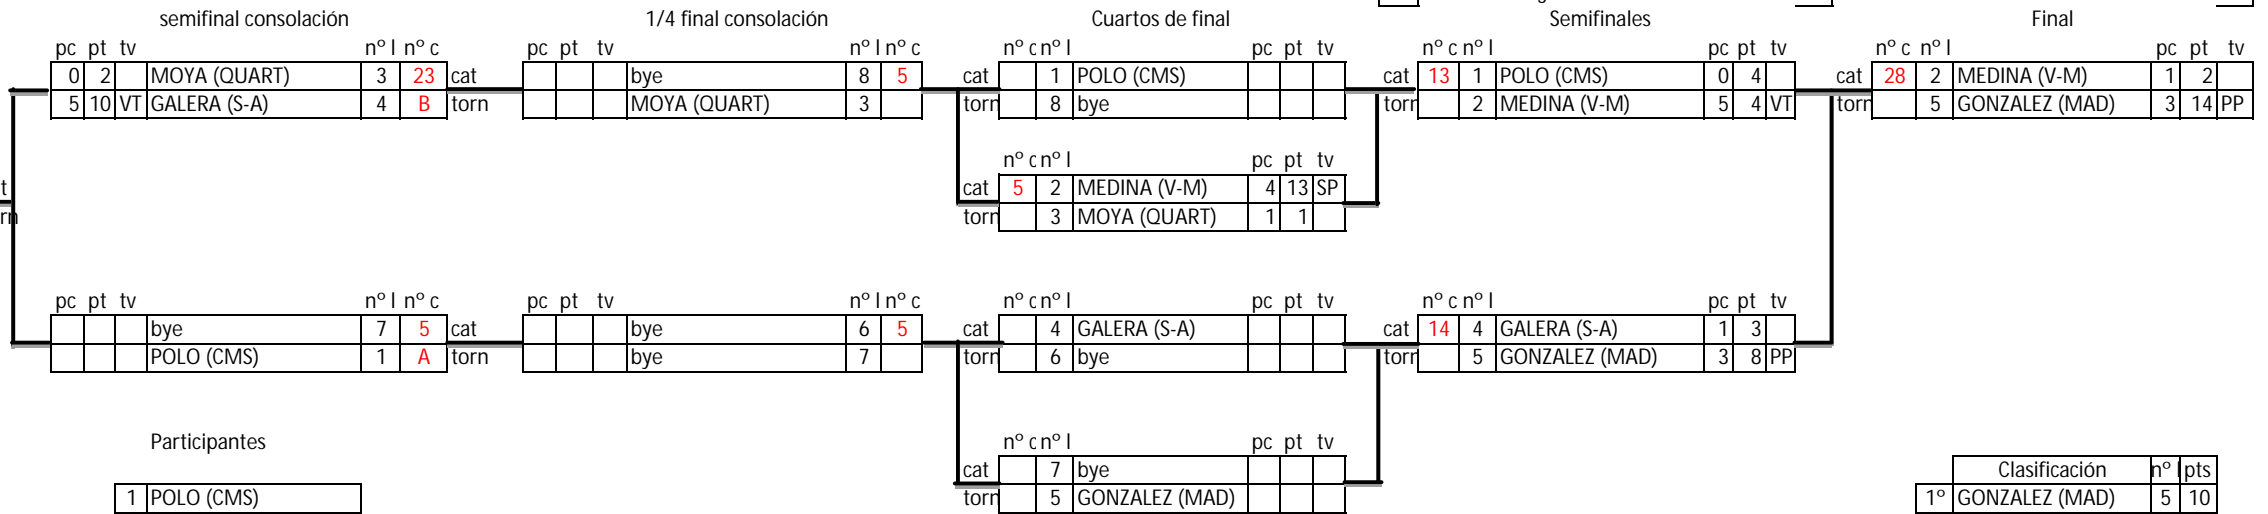 semifinal consolación 1/4 final consolación Cuartos de final Semifinales Final
pc pt tv nº l nº c pc pt tv nº l nº c nº c nº l pc pt tv nº c nº l pc pt tv nº c nº l pc pt tv
0 2 MOYA (QUART) 3 23 cat bye 8 5 cat 1 POLO (CMS) cat 13 1 POLO (CMS) 0 4 cat 28 2 MEDINA (V-M) 1 2
5 10 VT GALERA (S-A) 4 B torn MOYA (QUART) 3 torn 8 bye torn 2 MEDINA (V-M) 5 4 VT torn 5 GONZALEZ (MAD) 3 14 PP
nº c nº l pc pt tv
t cat 5 2 MEDINA (V-M) 4 13 SP
rn torn 3 MOYA (QUART) 1 1
pc pt tv nº l nº c pc pt tv nº l nº c nº c nº l pc pt tv nº c nº l pc pt tv
bye 7 5 cat bye 6 5 cat 4 GALERA (S-A) cat 14 4 GALERA (S-A) 1 3
POLO (CMS) 1 A torn bye 7 torn 6 bye torn 5 GONZALEZ (MAD) 3 8 PP
Participantes nº c nº l pc pt tv
cat 7 bye Clasificación nº l pts
1 POLO (CMS) torn 5 GONZALEZ (MAD) 1º GONZALEZ (MAD) 5 10